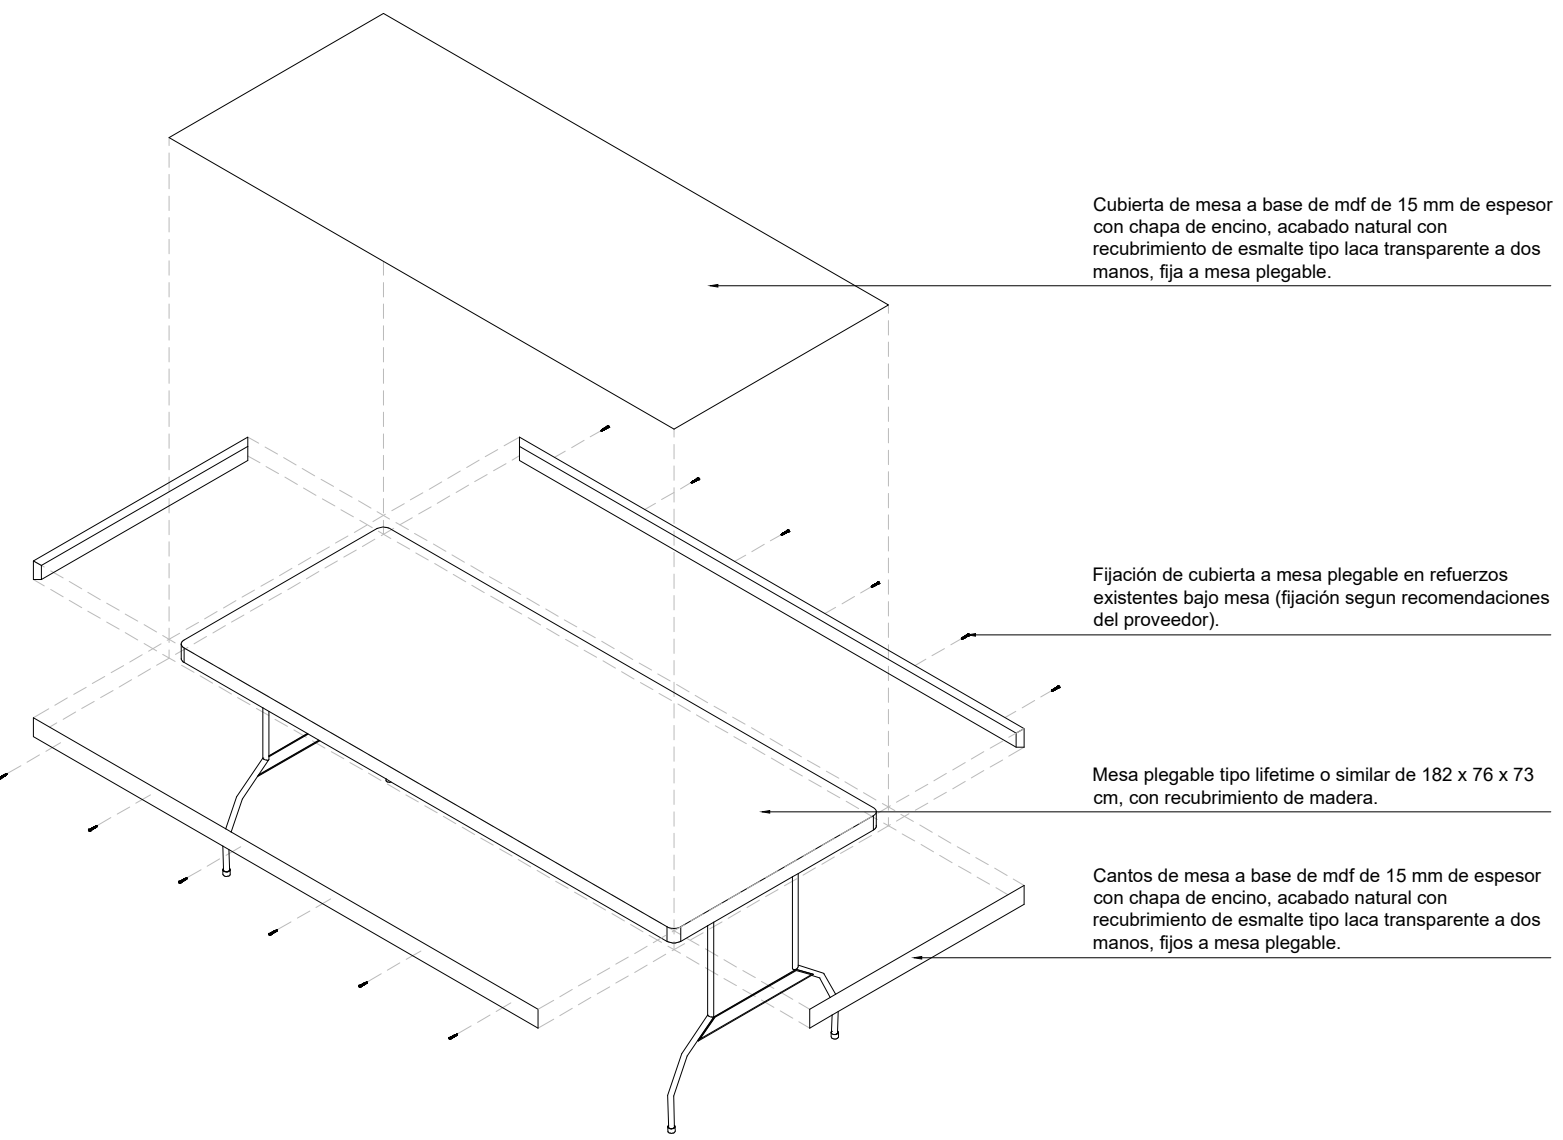 Cubierta de mesa a base de mdf de 15 mm de espesor
con chapa de encino, acabado natural con
recubrimiento de esmalte tipo laca transparente a dos
manos, fija a mesa plegable.
Fijación de cubierta a mesa plegable en refuerzos
existentes bajo mesa (fijación segun recomendaciones
del proveedor).
Mesa plegable tipo lifetime o similar de 182 x 76 x 73
cm, con recubrimiento de madera.
Cantos de mesa a base de mdf de 15 mm de espesor
con chapa de encino, acabado natural con
recubrimiento de esmalte tipo laca transparente a dos
manos, fijos a mesa plegable.